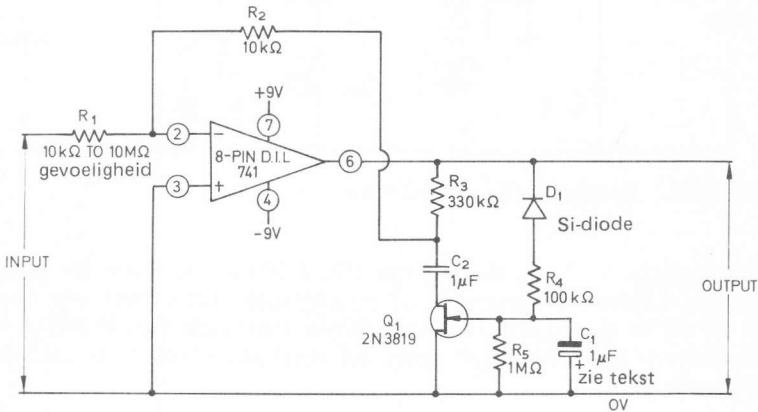 R2
10kΩ
+9V
R1
2
−
7
10kΩ TO 10MΩ
gevoeligheid
8-PIN D.I.L
741
6
3
+
4
−9V
R3
330kΩ
D1
Si-diode
INPUT
C2
1µF
R4
100kΩ
OUTPUT
Q1
2N3819
R5
1MΩ
C1
1µF
+
zie tekst
0V